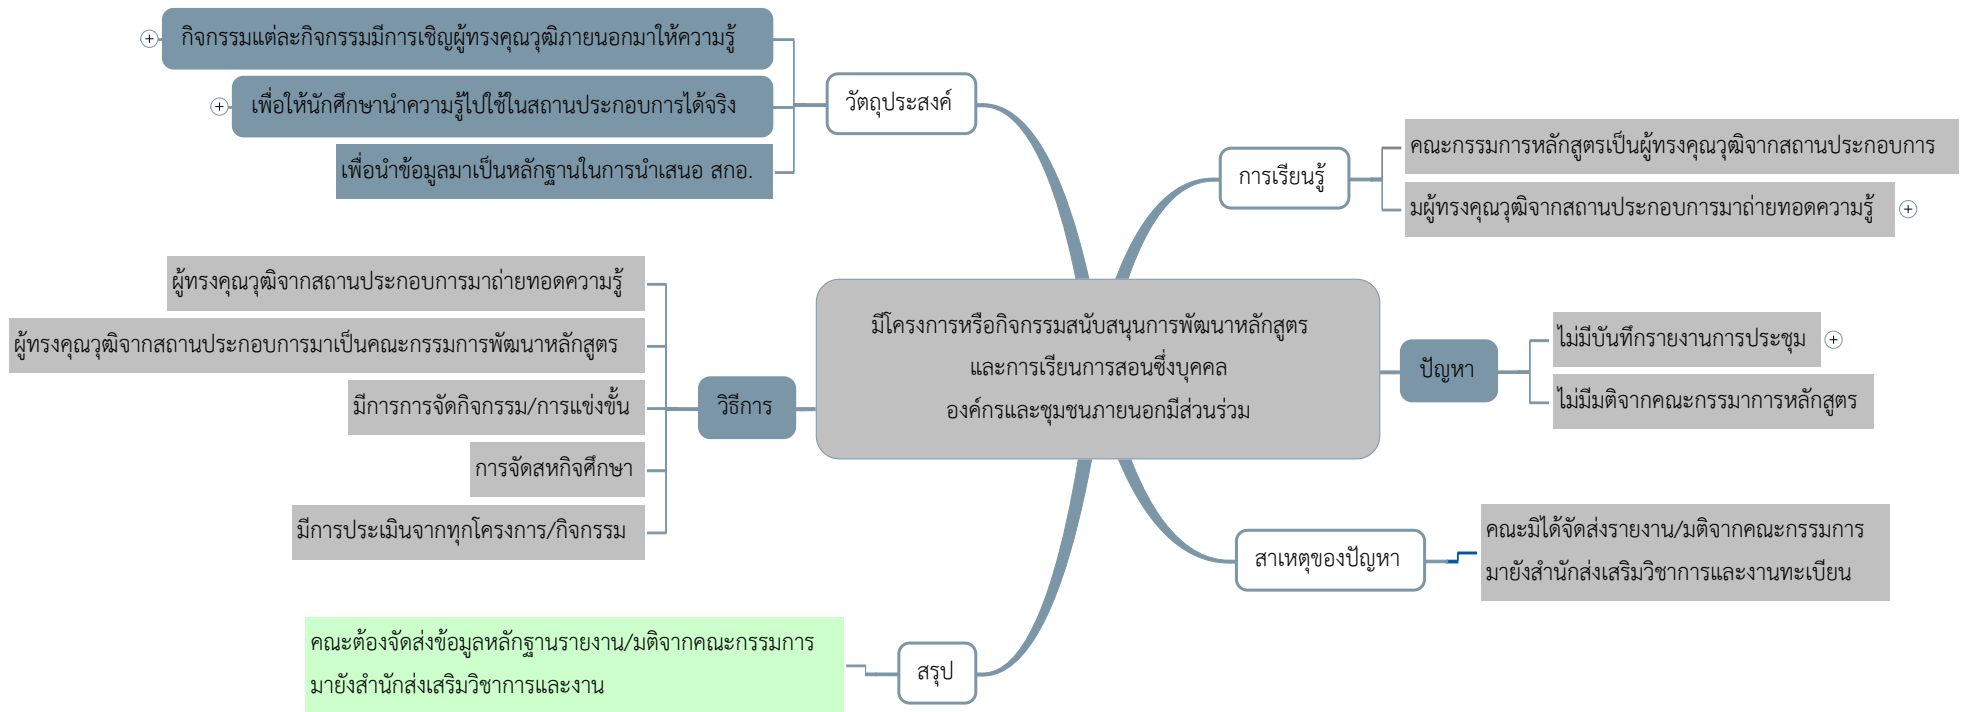 กิจกรรมแต่ละกิจกรรมมีการเชิญผู้ทรงคุณวุฒิภายนอกมาให้ความรู้
เพื่อให้นักศึกษานำความรู้ไปใช้ในสถานประกอบการได้จริง
เพื่อนำข้อมูลมาเป็นหลักฐานในการนำเสนอ สกอ.
วัตถุประสงค์
การเรียนรู้
คณะกรรมการหลักสูตรเป็นผู้ทรงคุณวุฒิจากสถานประกอบการ
มผู้ทรงคุณวุฒิจากสถานประกอบการมาถ่ายทอดความรู้
ผู้ทรงคุณวุฒิจากสถานประกอบการมาถ่ายทอดความรู้
ผู้ทรงคุณวุฒิจากสถานประกอบการมาเป็นคณะกรรมการพัฒนาหลักสูตร
มีการการจัดกิจกรรม/การแข่งขั้น
การจัดสหกิจศึกษา
มีการประเมินจากทุกโครงการ/กิจกรรม
วิธีการ
มีโครงการหรือกิจกรรมสนับสนุนการพัฒนาหลักสูตร
และการเรียนการสอนซึ่งบุคคล
องค์กรและชุมชนภายนอกมีส่วนร่วม
ปัญหา
ไม่มีบันทึกรายงานการประชุม
ไม่มีมติจากคณะกรรมาการหลักสูตร
สาเหตุของปัญหา
คณะมิได้จัดส่งรายงาน/มติจากคณะกรรมการ
มายังสำนักส่งเสริมวิชาการและงานทะเบียน
คณะต้องจัดส่งข้อมูลหลักฐานรายงาน/มติจากคณะกรรมการ
มายังสำนักส่งเสริมวิชาการและงาน
สรุป